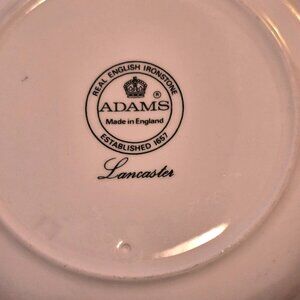 REAL ENGLISH IRONSTONE
ADAMS ®
Made in England
ESTABLISHED 1657
Lancaster